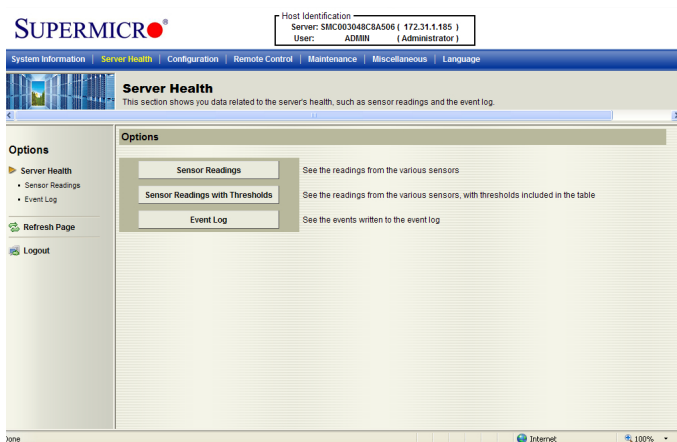 SUPERMICR®
Host Identification
Server: SMC003048C8A506 ( 172.31.1.185 )
User: ADMIN ( Administrator )
System Information | Server Health | Configuration | Remote Control | Maintenance | Miscellaneous | Language
Server Health
This section shows you data related to the server's health, such as sensor readings and the event log.
Options
Server Health
• Sensor Readings
• Event Log
Refresh Page
Logout
Options
Sensor Readings See the readings from the various sensors
Sensor Readings with Thresholds See the readings from the various sensors, with thresholds included in the table
Event Log See the events written to the event log
Done
Internet
100%